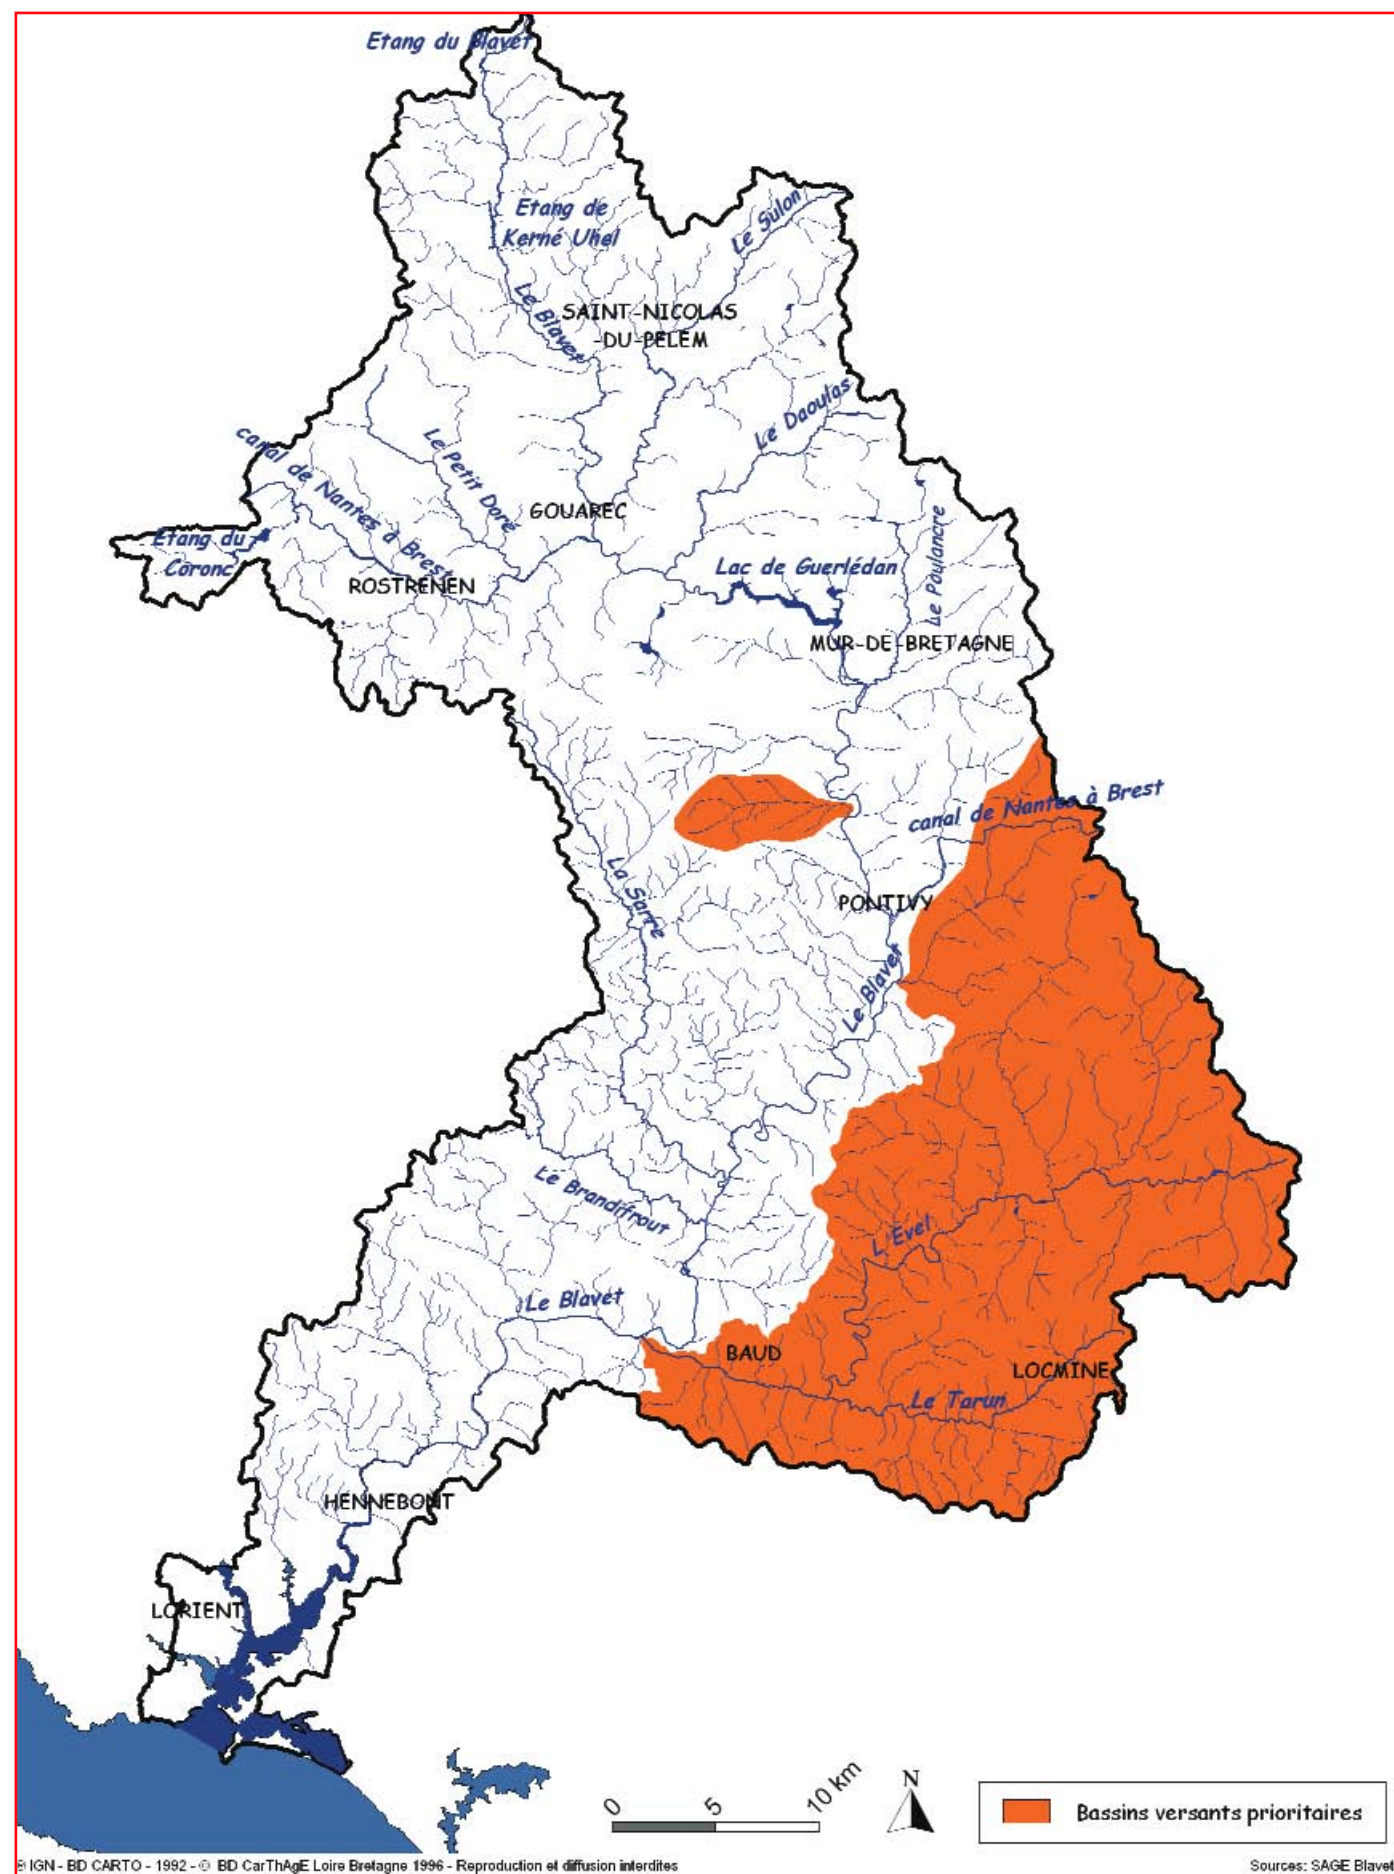 Etang du Blavet
Etang de
Kerné Uhel
Le Sulon
Le Blavet
SAINT-NICOLAS
-DU-PELEM
Le Daoulas
canal de Nantes à Brest
Le Petit Doré
GOUAREC
Le Poulancre
Etang du
Coronc
ROSTRENEN
Lac de Guerlédan
MUR-DE-BRETAGNE
canal de Nantes à Brest
La Sarre
PONTIVY
Le Blavet
Le Brandifrout
L'Evel
Le Blavet
BAUD
LOCMINE
Le Tarun
HENNEBONT
LORIENT
0 5 10 km
N
Bassins versants prioritaires
© IGN - BD CARTO - 1992 - © BD CarThAgE Loire Bretagne 1996 - Reproduction et diffusion interdites
Sources: SAGE Blavet